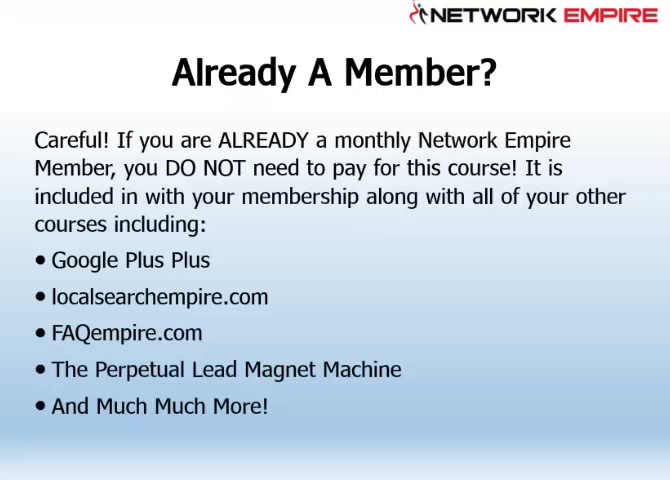 NETWORK EMPIRE
Already A Member?
Careful! If you are ALREADY a monthly Network Empire
Member, you DO NOT need to pay for this course! It is
included in with your membership along with all of your other
courses including:
• Google Plus Plus
• localsearchempire.com
• FAQempire.com
• The Perpetual Lead Magnet Machine
• And Much Much More!